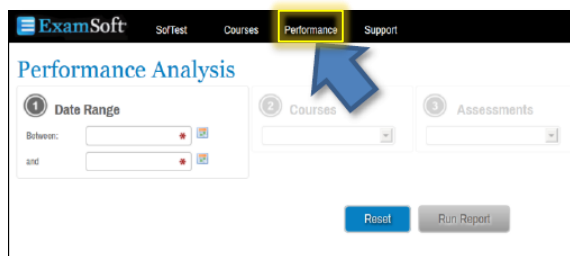 ExamSoft SofTest Courses Performance Support
Performance Analysis
1 Date Range
Between: *
and *
2 Courses
3 Assessments
Reset Run Report